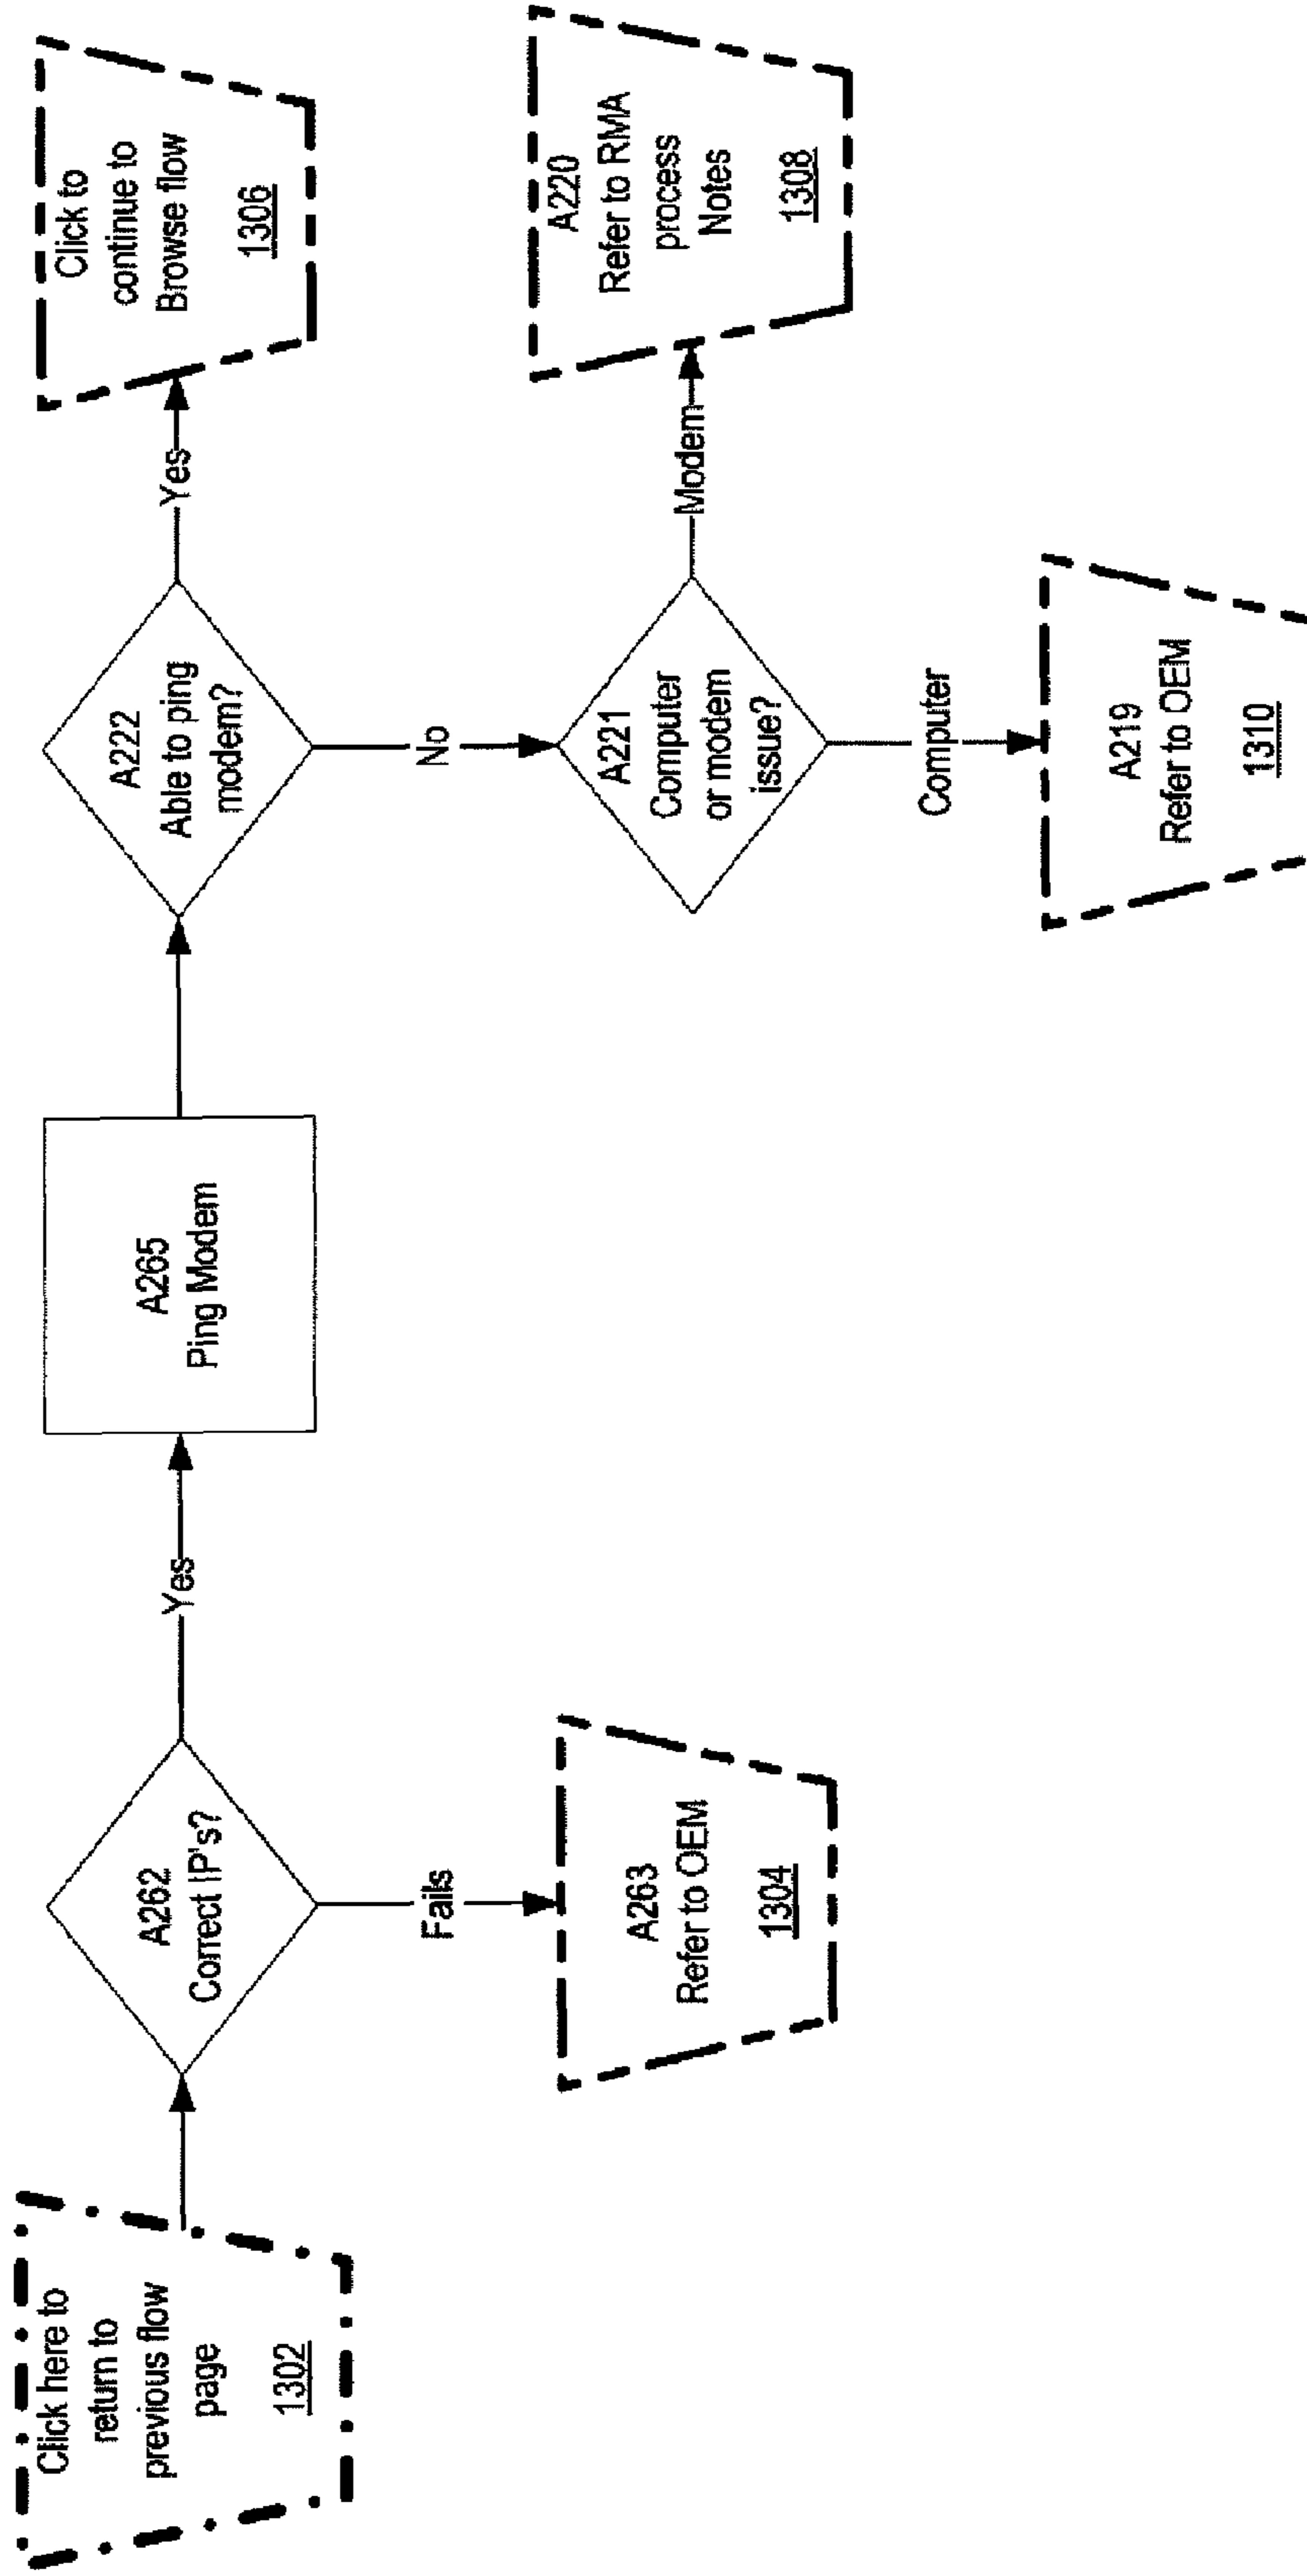 Click here to
return to
previous flow
page
1302
A262
Correct IP's?
Yes
Fails
A263
Refer to OEM
1304
A265
Ping Modem
A222
Able to ping
modem?
Yes
Click to
continue to
Browse flow
1306
No
A221
Computer
or modem
issue?
Modem
A220
Refer to RMA
process
Notes
1308
Computer
A219
Refer to OEM
1310